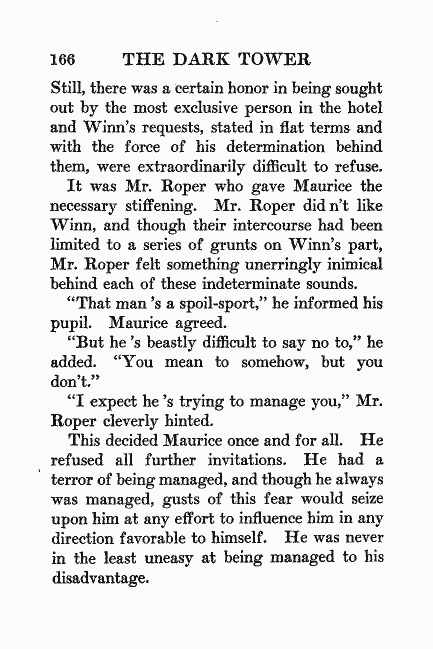 166 THE DARK TOWER
Still, there was a certain honor in being sought
out by the most exclusive person in the hotel
and Winn's requests, stated in flat terms and
with the force of his determination behind
them, were extraordinarily difficult to refuse.
It was Mr. Roper who gave Maurice the
necessary stiffening. Mr. Roper did n't like
Winn, and though their intercourse had been
limited to a series of grunts on Winn's part,
Mr. Roper felt something unerringly inimical
behind each of these indeterminate sounds.
"That man 's a spoil-sport," he informed his
pupil. Maurice agreed.
"But he 's beastly difficult to say no to," he
added. "You mean to somehow, but you
don't."
"I expect he 's trying to manage you," Mr.
Roper cleverly hinted.
This decided Maurice once and for all. He
refused all further invitations. He had a
terror of being managed, and though he always
was managed, gusts of this fear would seize
upon him at any effort to influence him in any
direction favorable to himself. He was never
in the least uneasy at being managed to his
disadvantage.